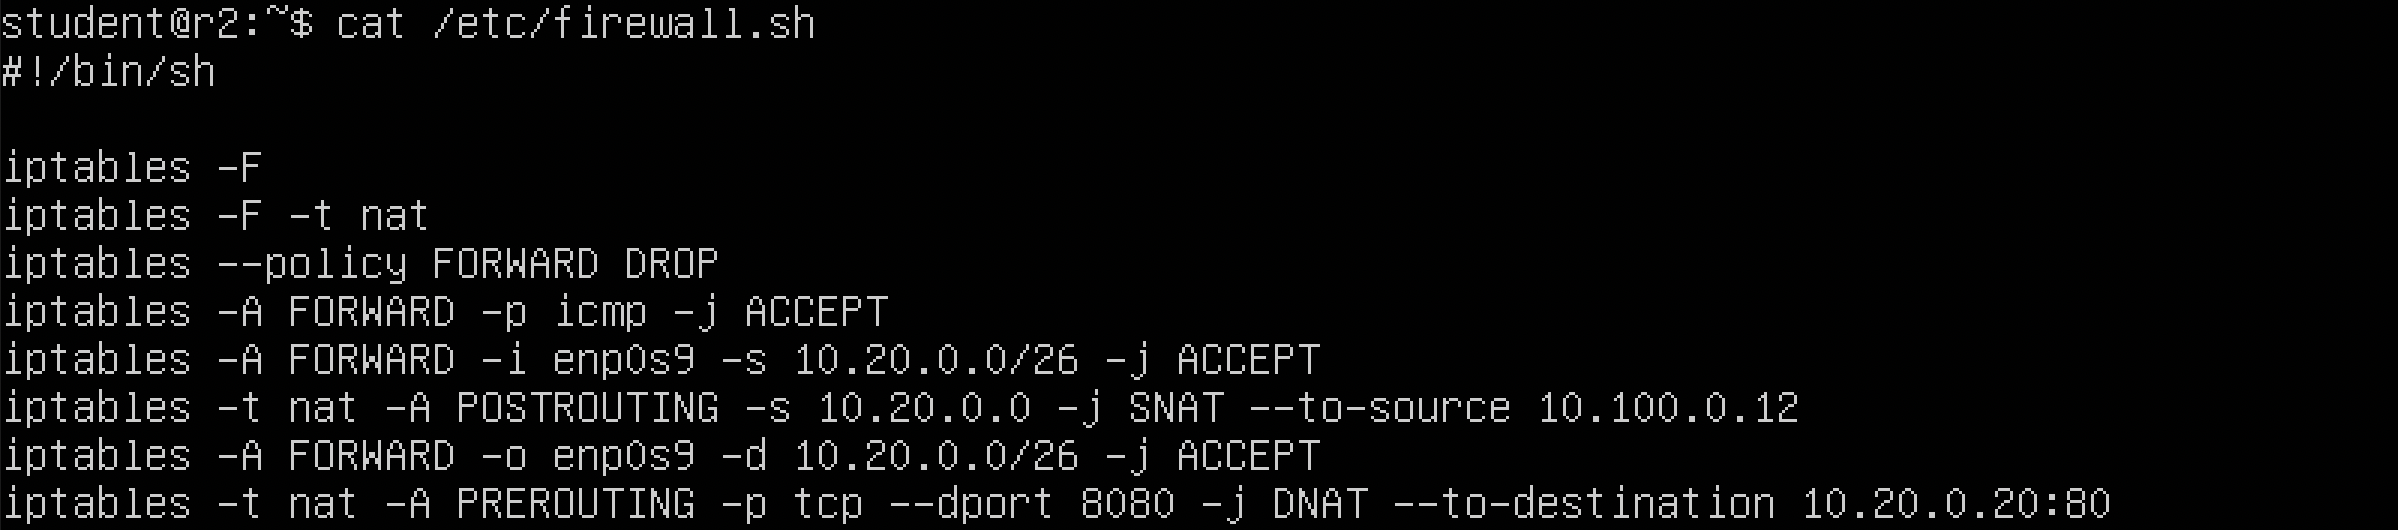 student@r2:~$ cat /etc/firewall.sh
#!/bin/sh

iptables -F
iptables -F -t nat
iptables --policy FORWARD DROP
iptables -A FORWARD -p icmp -j ACCEPT
iptables -A FORWARD -i enp0s9 -s 10.20.0.0/26 -j ACCEPT
iptables -t nat -A POSTROUTING -s 10.20.0.0 -j SNAT --to-source 10.100.0.12
iptables -A FORWARD -o enp0s9 -d 10.20.0.0/26 -j ACCEPT
iptables -t nat -A PREROUTING -p tcp --dport 8080 -j DNAT --to-destination 10.20.0.20:80